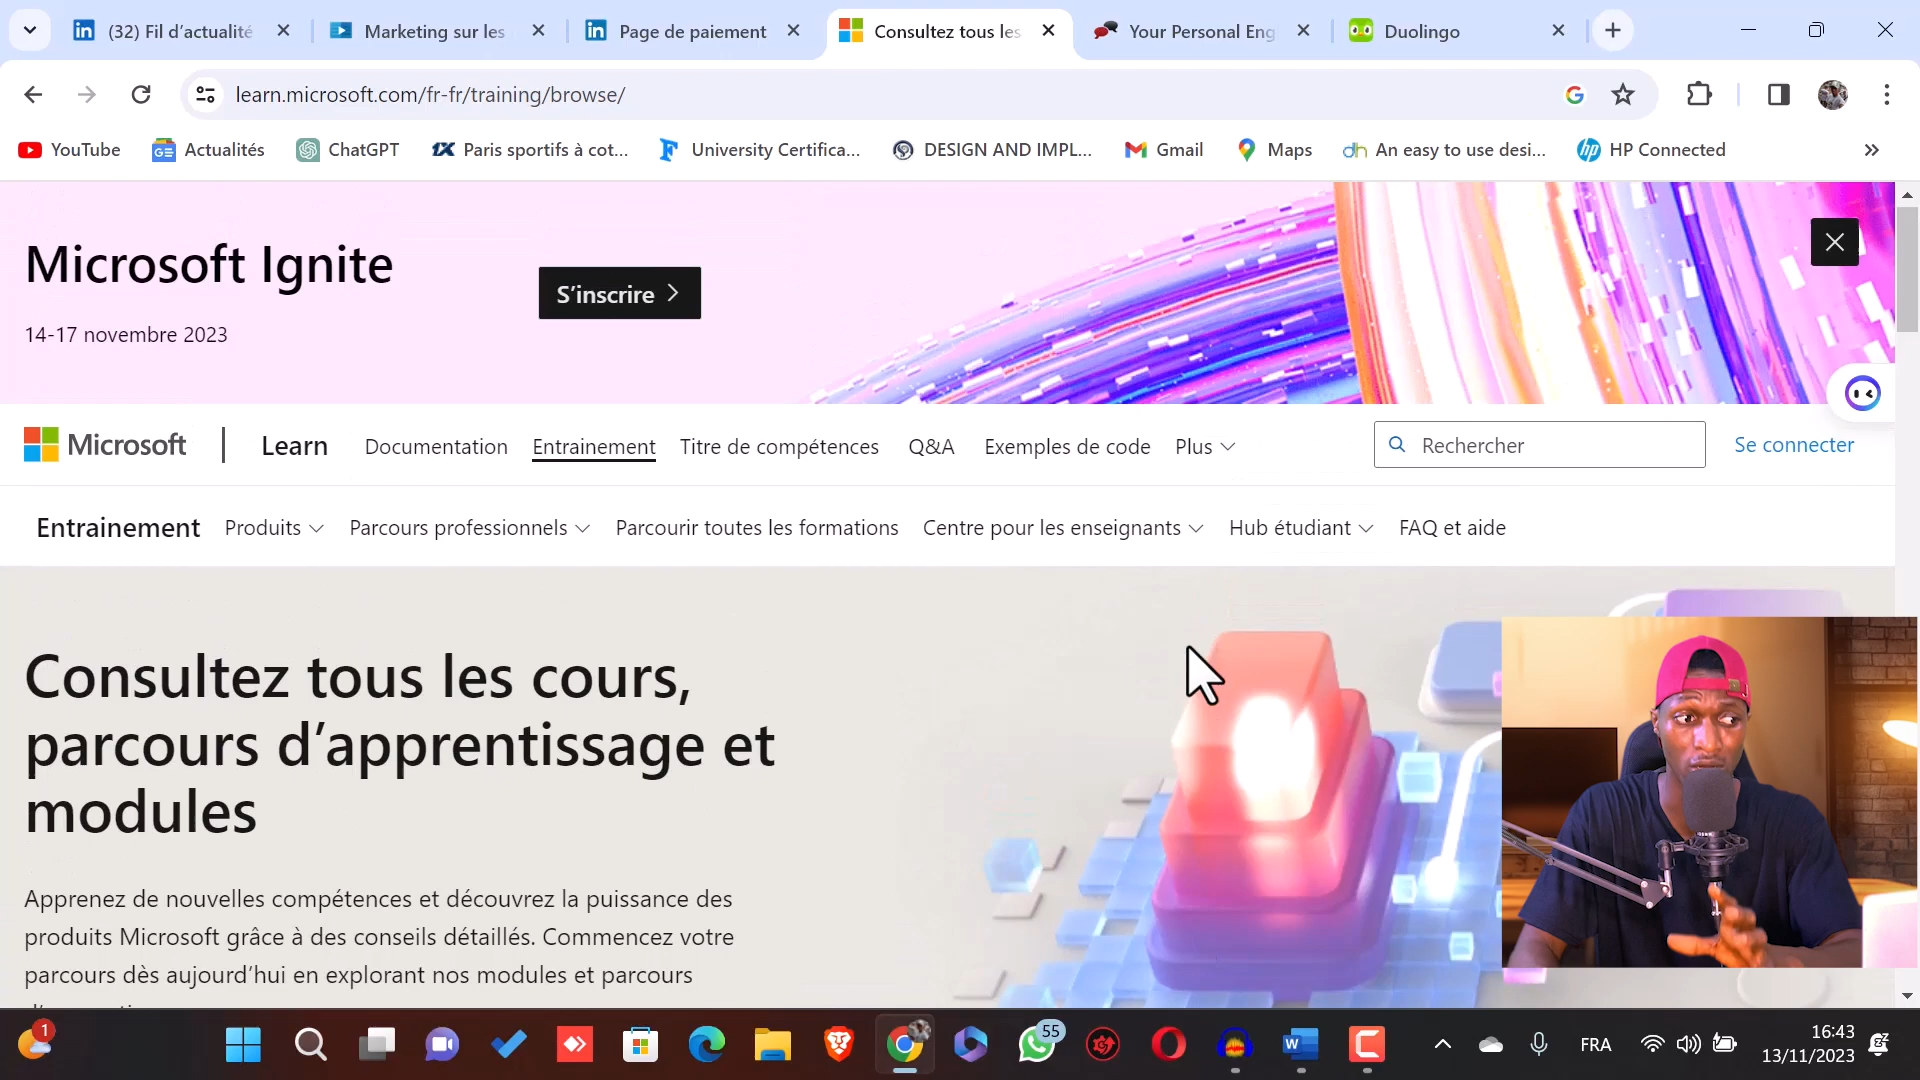 (32) Fil d'actualité
Marketing sur les
Page de paiement
Consultez tous les
Your Personal Eng
Duolingo
learn.microsoft.com/fr-fr/training/browse/
YouTube
Actualités
ChatGPT
Paris sportifs à cot...
University Certifica...
DESIGN AND IMPL...
Gmail
Maps
An easy to use desi...
HP Connected
Microsoft Ignite
S'inscrire
14-17 novembre 2023
Microsoft
Learn
Documentation
Entrainement
Titre de compétences
Q&A
Exemples de code
Plus
Rechercher
Se connecter
Entrainement
Produits
Parcours professionnels
Parcourir toutes les formations
Centre pour les enseignants
Hub étudiant
FAQ et aide
Consultez tous les cours,
parcours d'apprentissage et
modules
Apprenez de nouvelles compétences et découvrez la puissance des
produits Microsoft grâce à des conseils détaillés. Commencez votre
parcours dès aujourd'hui en explorant nos modules et parcours
1
55
FRA
16:43
13/11/2023